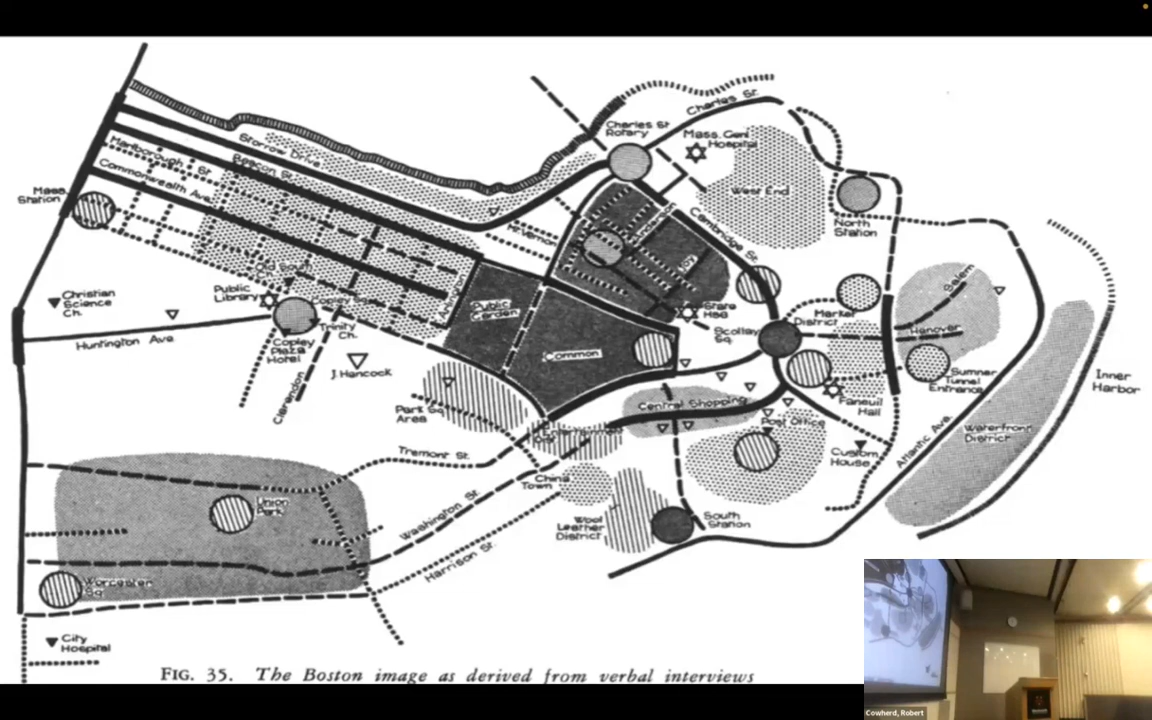 Charles St.
Charles St
Rotary
Mass. Genl
Hospital
Storrow Drive
Beacon St.
Marlborough St
Commonwealth Ave
Mass.
Station
West End
North
Station
Mt. Vernon
Cambridge St.
Joy
Salem
Public
Library
Copley
Christian
Science
Ch.
Public
Garden
State
Hse
Scollay
Sq.
Market
District
Hanover
Trinity
Ch.
Huntington Ave.
Copley
Plaza
Hotel
Common
J. Hancock
Sumner
Tunnel
Entrance
Inner
Harbor
Clarendon
Park Sq.
Area
Central Shopping
Faneuil
Hall
Post Office
Custom
House
Atlantic Ave.
Waterfront
District
Tremont St.
China
Town
Washington St
Union
Park
Wool
Leather
District
South
Station
Harrison St.
Worcester
Sq.
City
Hospital
FIG. 35. The Boston image as derived from verbal interviews
Cowherd, Robert